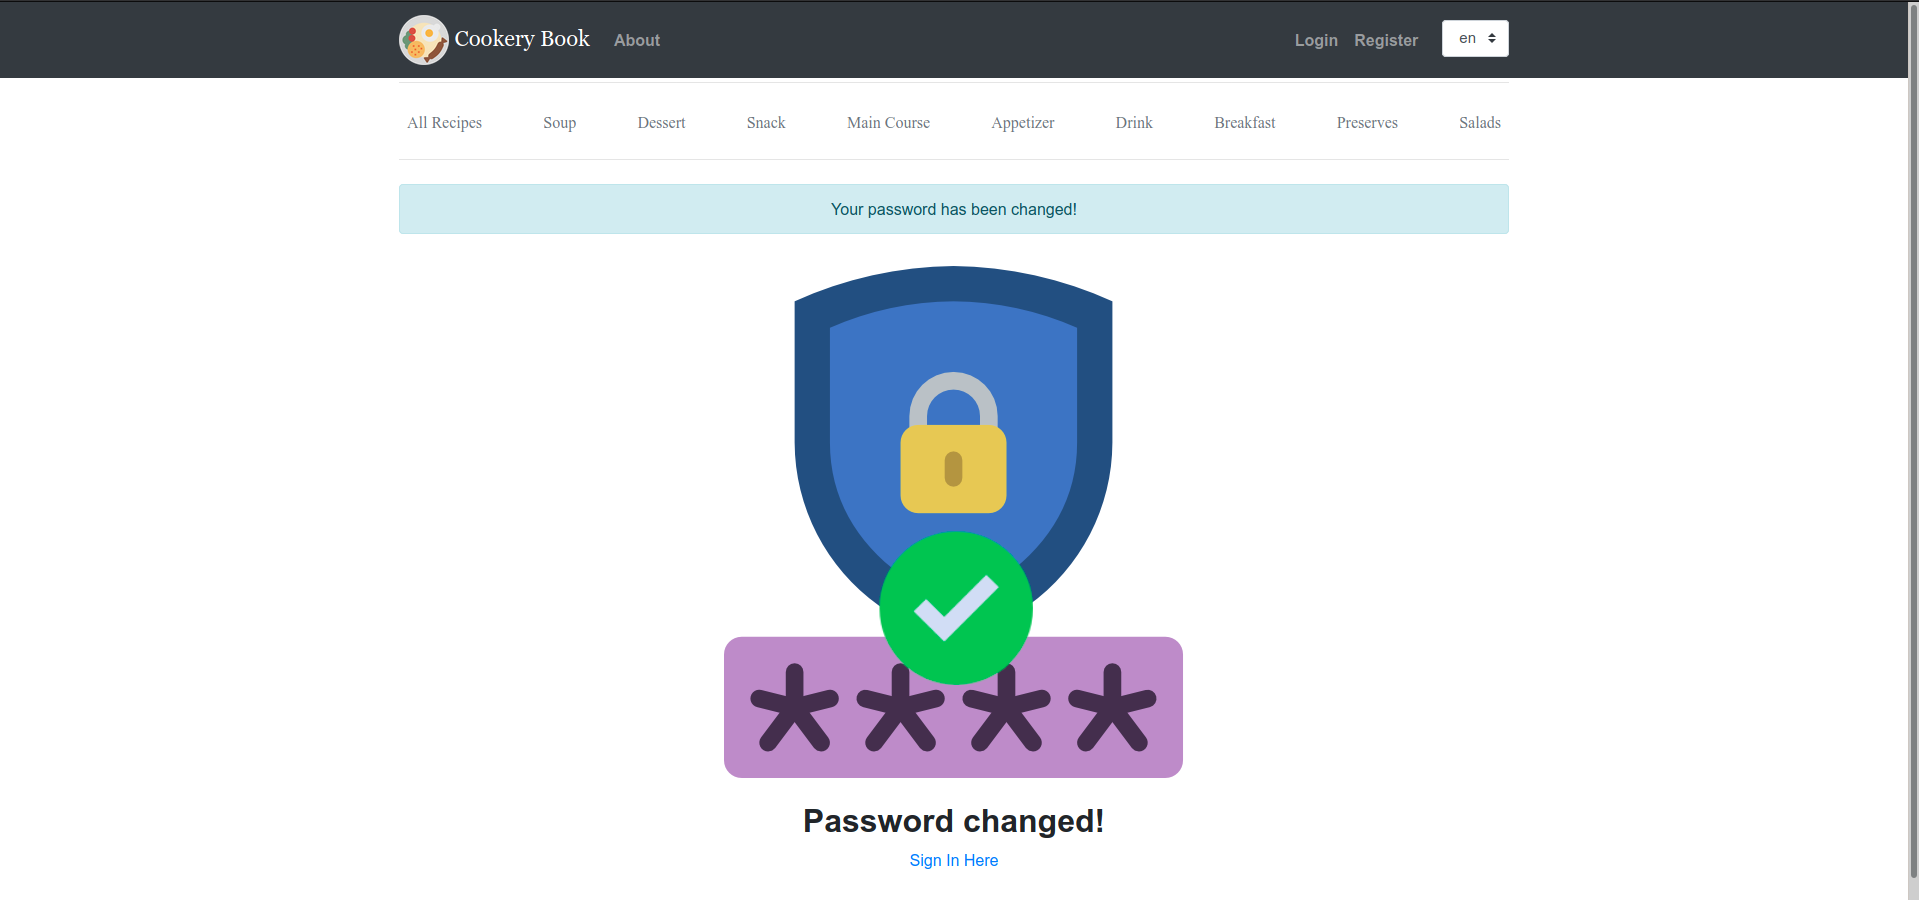 Cookery Book About Login Register en
All Recipes Soup Dessert Snack Main Course Appetizer Drink Breakfast Preserves Salads
Your password has been changed!
Password changed!
Sign In Here